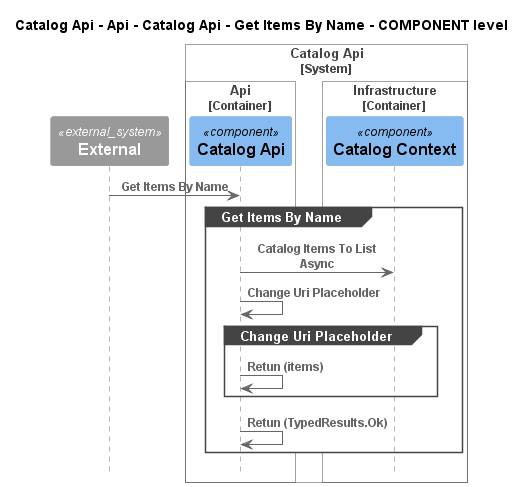 Catalog Api - Api - Catalog Api - Get Items By Name - COMPONENT level
Catalog Api
[System]
Api
[Container]
Infrastructure
[Container]
«external_system»
External
«component»
Catalog Api
«component»
Catalog Context
Get Items By Name
Get Items By Name
Catalog Items To List
Async
Change Uri Placeholder
Change Uri Placeholder
Retun (items)
Retun (TypedResults.Ok)